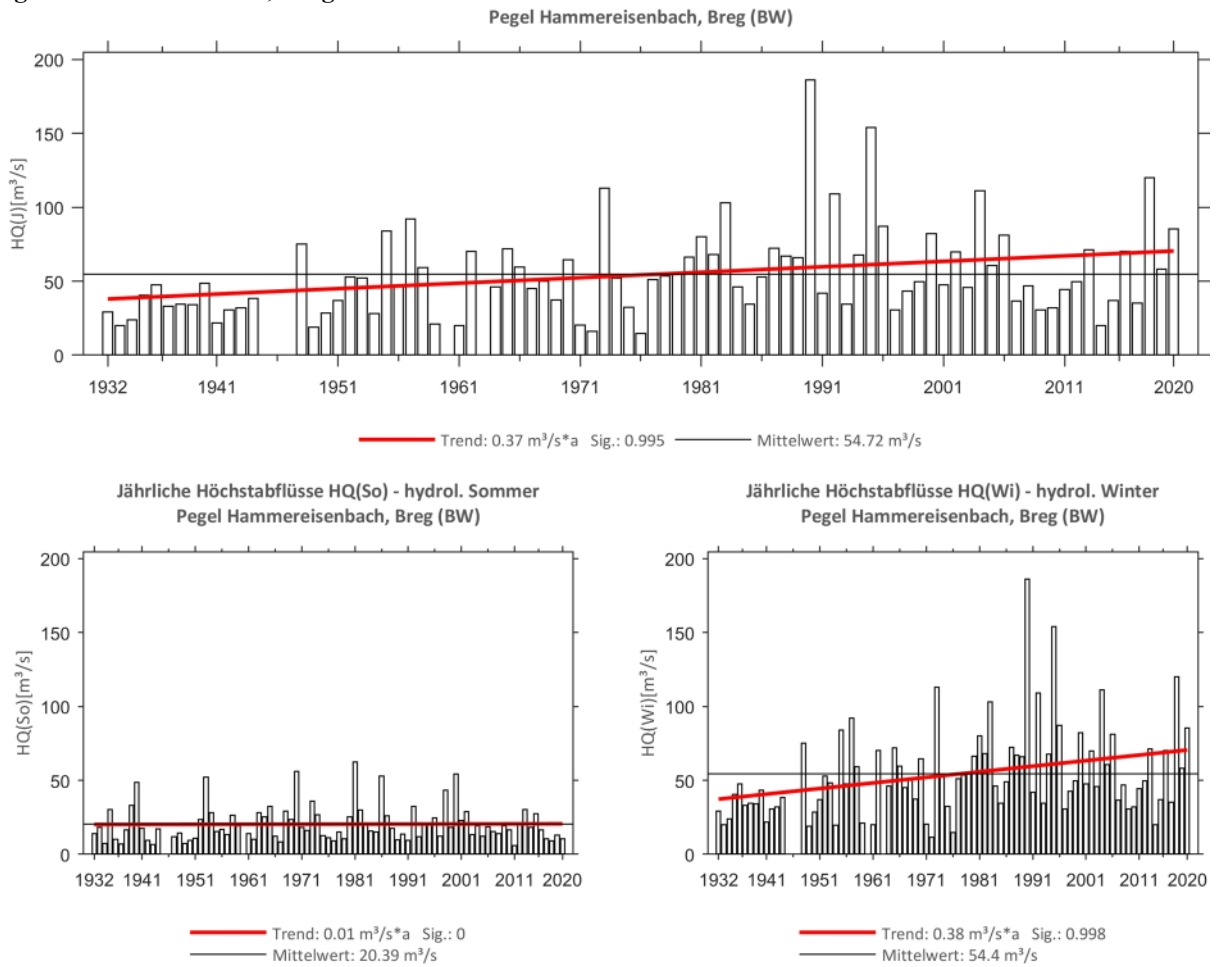 Pegel Hammereisenbach, Breg (BW)
200
150
100
50
0
HQ(J)[m³/s]
1932 1941 1951 1961 1971 1981 1991 2001 2011 2020
Trend: 0.37 m³/s*a Sig.: 0.995 Mittelwert: 54.72 m³/s
Jährliche Höchstabflüsse HQ(So) - hydrol. Sommer
Pegel Hammereisenbach, Breg (BW)
200
150
100
50
0
HQ(So)[m³/s]
1932 1941 1951 1961 1971 1981 1991 2001 2011 2020
Trend: 0.01 m³/s*a Sig.: 0
Mittelwert: 20.39 m³/s
Jährliche Höchstabflüsse HQ(Wi) - hydrol. Winter
Pegel Hammereisenbach, Breg (BW)
200
150
100
50
0
HQ(Wi)[m³/s]
1932 1941 1951 1961 1971 1981 1991 2001 2011 2020
Trend: 0.38 m³/s*a Sig.: 0.998
Mittelwert: 54.4 m³/s